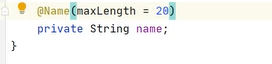 @Name(maxLength = 20)
private String name;
}